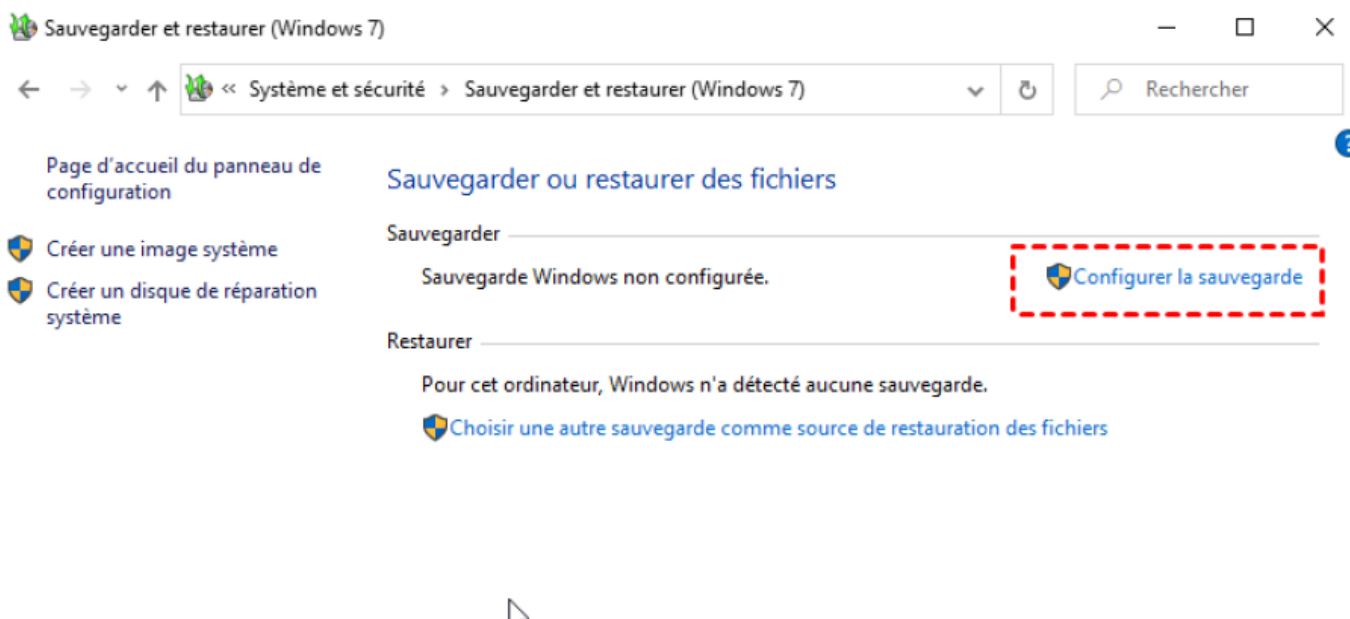 Sauvegarder et restaurer (Windows 7)
« Système et sécurité › Sauvegarder et restaurer (Windows 7)
Rechercher
?
Page d'accueil du panneau de
configuration
Créer une image système
Créer un disque de réparation
système
Sauvegarder ou restaurer des fichiers
Sauvegarder
Sauvegarde Windows non configurée.
Configurer la sauvegarde
Restaurer
Pour cet ordinateur, Windows n'a détecté aucune sauvegarde.
Choisir une autre sauvegarde comme source de restauration des fichiers